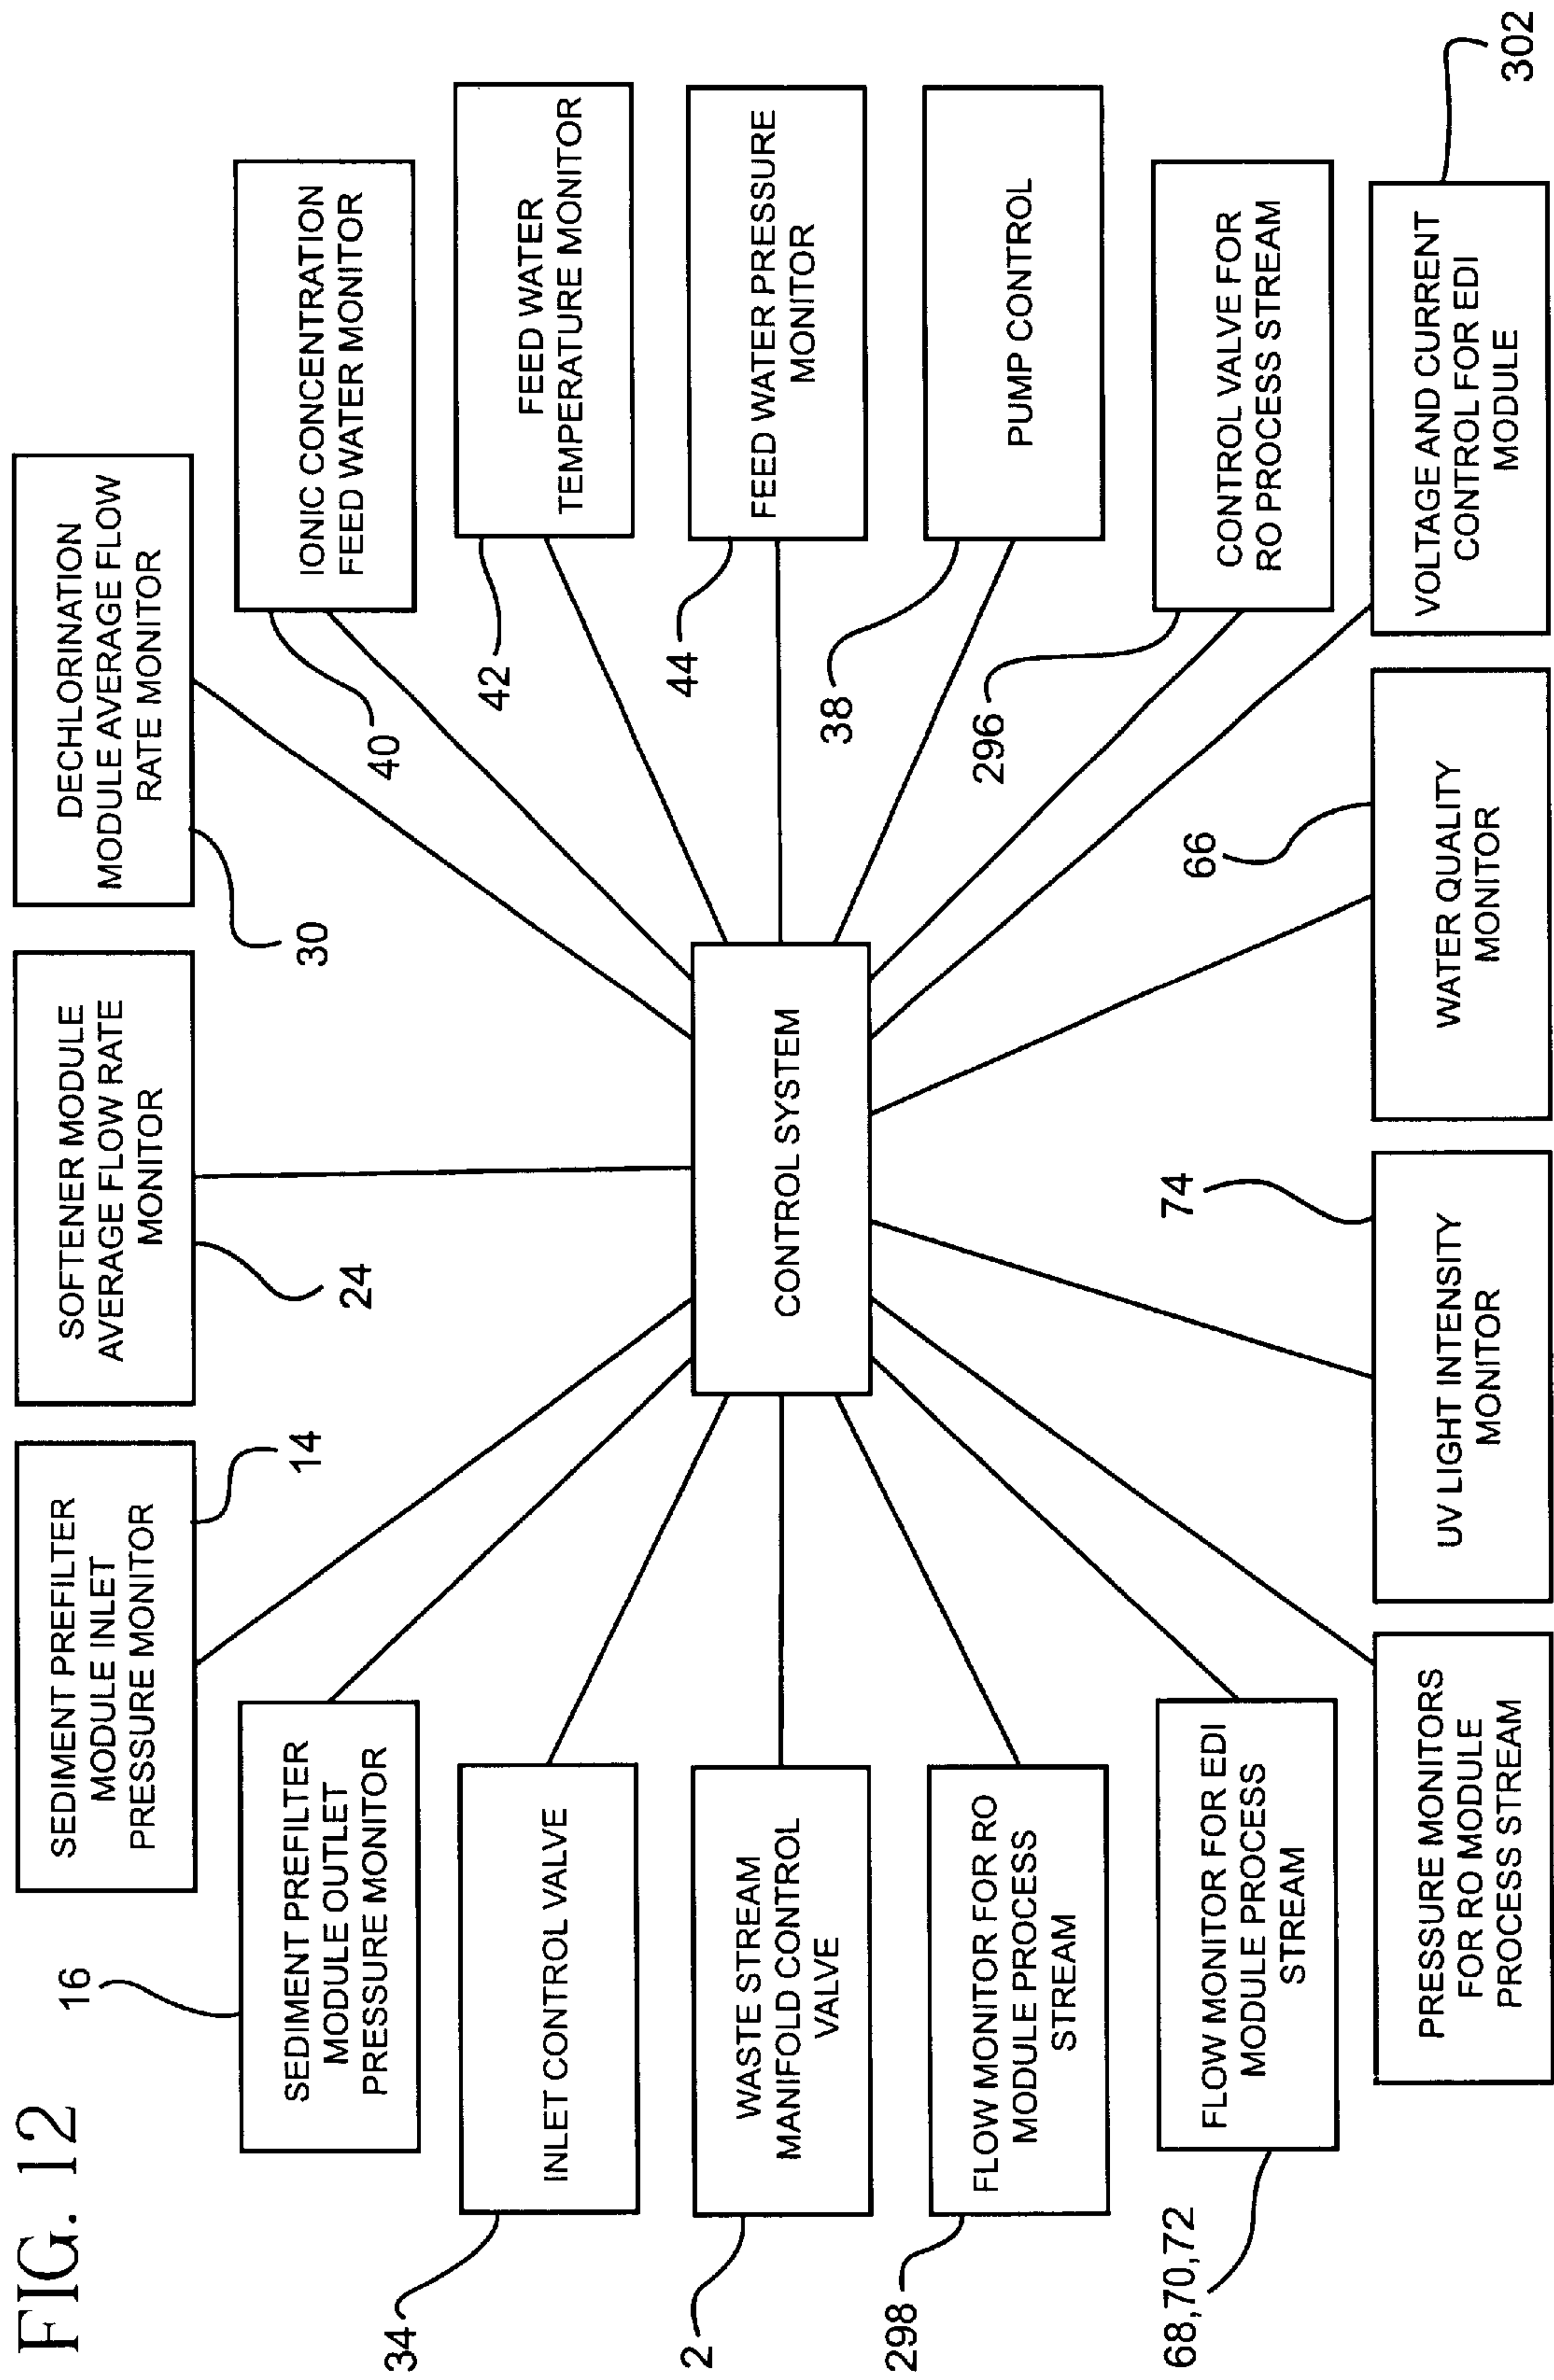 FIG. 12
SEDIMENT PREFILTER
MODULE INLET
PRESSURE MONITOR
14
SOFTENER MODULE
AVERAGE FLOW RATE
MONITOR
24
DECHLORINATION
MODULE AVERAGE FLOW
RATE MONITOR
30
16
SEDIMENT PREFILTER
MODULE OUTLET
PRESSURE MONITOR
IONIC CONCENTRATION
FEED WATER MONITOR
40
34
INLET CONTROL VALVE
FEED WATER
TEMPERATURE MONITOR
42
2
WASTE STREAM
MANIFOLD CONTROL
VALVE
CONTROL SYSTEM
FEED WATER PRESSURE
MONITOR
44
298
FLOW MONITOR FOR RO
MODULE PROCESS
STREAM
PUMP CONTROL
38
68,70,72
FLOW MONITOR FOR EDI
MODULE PROCESS
STREAM
CONTROL VALVE FOR
RO PROCESS STREAM
296
PRESSURE MONITORS
FOR RO MODULE
PROCESS STREAM
UV LIGHT INTENSITY
MONITOR
74
WATER QUALITY
MONITOR
66
VOLTAGE AND CURRENT
CONTROL FOR EDI
MODULE
302